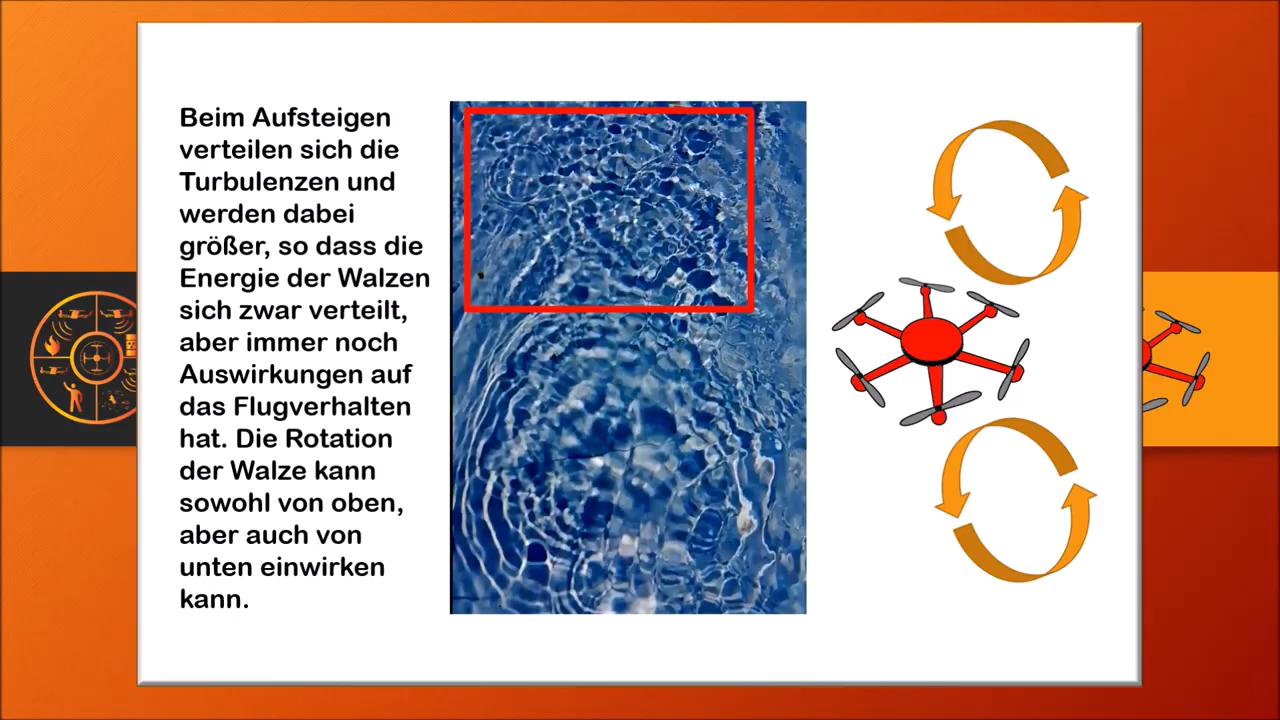 Beim Aufsteigen
verteilen sich die
Turbulenzen und
werden dabei
größer, so dass die
Energie der Walzen
sich zwar verteilt,
aber immer noch
Auswirkungen auf
das Flugverhalten
hat. Die Rotation
der Walze kann
sowohl von oben,
aber auch von
unten einwirken
kann.